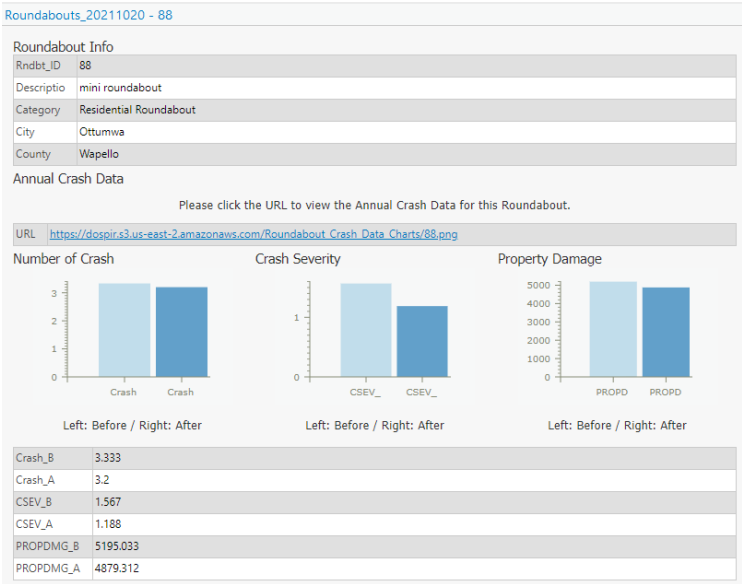 Roundabouts_20211020 - 88
Roundabout Info
Rndbt_ID 88
Descriptio mini roundabout
Category Residential Roundabout
City Ottumwa
County Wapello
Annual Crash Data
Please click the URL to view the Annual Crash Data for this Roundabout.
URL https://dospir.s3.us-east-2.amazonaws.com/Roundabout_Crash_Data_Charts/88.png
Number of Crash
3
2
1
0
Crash Crash
Left: Before / Right: After
Crash Severity
1
0
CSEV_ CSEV_
Left: Before / Right: After
Property Damage
5000
4000
3000
2000
1000
0
PROPD PROPD
Left: Before / Right: After
Crash_B 3.333
Crash_A 3.2
CSEV_B 1.567
CSEV_A 1.188
PROPDMG_B 5195.033
PROPDMG_A 4879.312